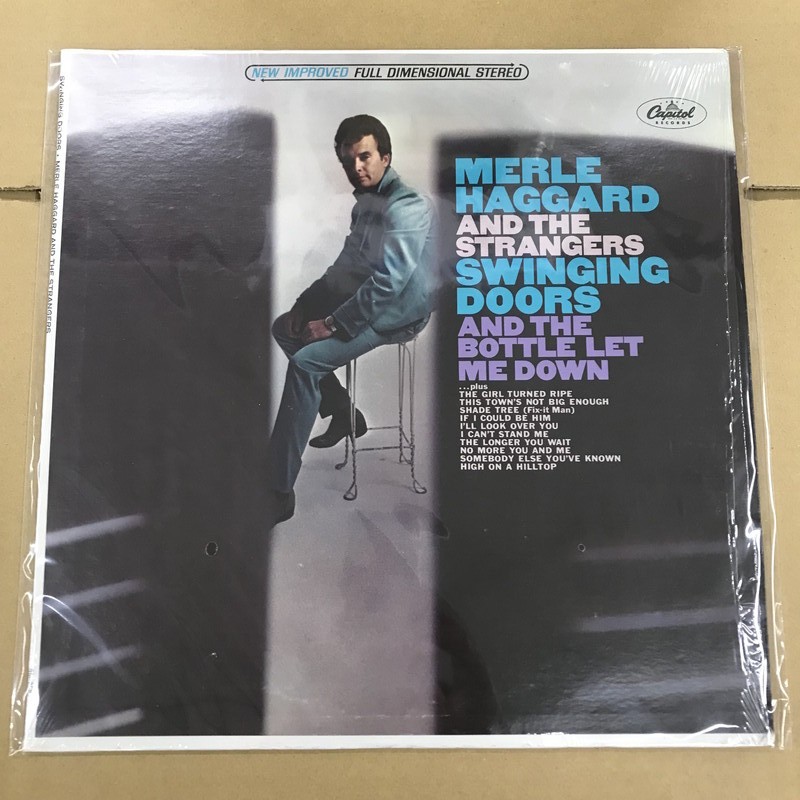 NEW IMPROVED FULL DIMENSIONAL STEREO
Capitol
RECORDS
SWINGING DOORS • MERLE HAGGARD AND THE STRANGERS
MERLE
HAGGARD
AND THE
STRANGERS
SWINGING
DOORS
AND THE
BOTTLE LET
ME DOWN
...plus
THE GIRL TURNED RIPE
THIS TOWN'S NOT BIG ENOUGH
SHADE TREE (Fix-it Man)
IF I COULD BE HIM
I'LL LOOK OVER YOU
I CAN'T STAND ME
THE LONGER YOU WAIT
NO MORE YOU AND ME
SOMEBODY ELSE YOU'VE KNOWN
HIGH ON A HILLTOP